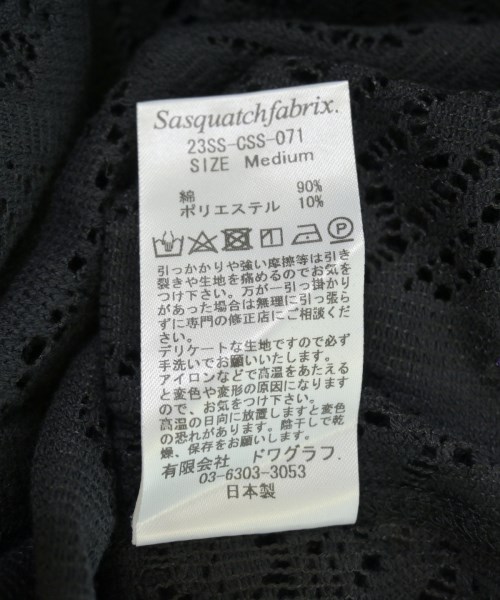 Sasquatchfabrix.
23SS-CSS-071
SIZE Medium
綿 90%
ポリエステル 10%
引っかかりや強い摩擦等は引き
裂きや生地を痛めるのでお気を
つけ下さい。万が一引っ掛かり
があった場合は無理に引っ張ら
ずに専門の修正店にご相談くだ
さい。
デリケートな生地ですので必ず
手洗いでお願いいたします。
アイロンなどで高温をあたえる
と変色や変形の原因になります
ので、お気をつけ下さい。
高温の日向に放置しますと変色
の恐れがあります。陰干しで乾
燥、保存をお願いします。
有限会社 ドワグラフ.
03-6303-3053
日本製